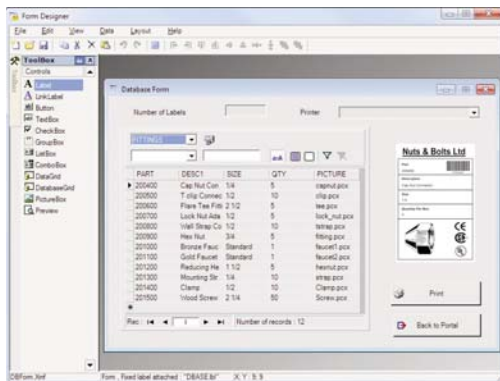 Form Designer
File Edit View Data Layout Help
ToolBox
Controls
Label
LinkLabel
Button
TextBox
CheckBox
GroupBox
ListBox
ComboBox
DataGrid
DatabaseGrid
PictureBox
Preview
Database Form
Number of Labels
Printer
FITTINGS
PART DESC1 SIZE QTY PICTURE
200400 Cap Nut Con 1/4 5 capnut.pcx
200500 T clip Connec 1/2 10 clip.pcx
200600 Flare Tee Fitti 2 1/2 5 tee.pcx
200700 Lock Nut Ada 1/2 5 lock_nut.pcx
200800 Wall Strap Co 1/2 10 tstrap.pcx
200900 Hex Nut 3/4 5 fitting.pcx
201000 Bronze Fauc Standard 1 faucet1.pcx
201100 Gold Faucet Standard 1 faucet2.pcx
201200 Reducing He 1 1/2 5 hexnut.pcx
201300 Mounting Str 1/4 10 strap.pcx
201400 Clamp 1/2 10 Clamp.pcx
201500 Wood Screw 2 1/4 50 Screw.pcx
Rec: 1 Number of records : 12
Nuts & Bolts Ltd
Print
Back to Portal
DBForm.Xinf
Form , Fixed label attached : "DBASE.lbl" X, Y : 9, 9